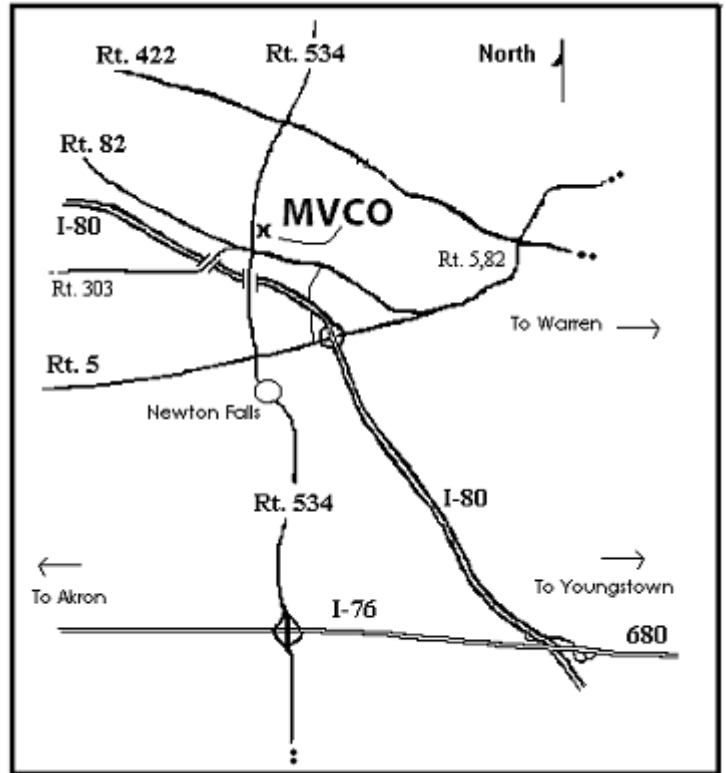 Rt. 422
Rt. 534
North
Rt. 82
MVCO
I-80
Rt. 5,82
Rt. 303
To Warren
Rt. 5
Newton Falls
I-80
Rt. 534
To Akron
To Youngstown
I-76
680